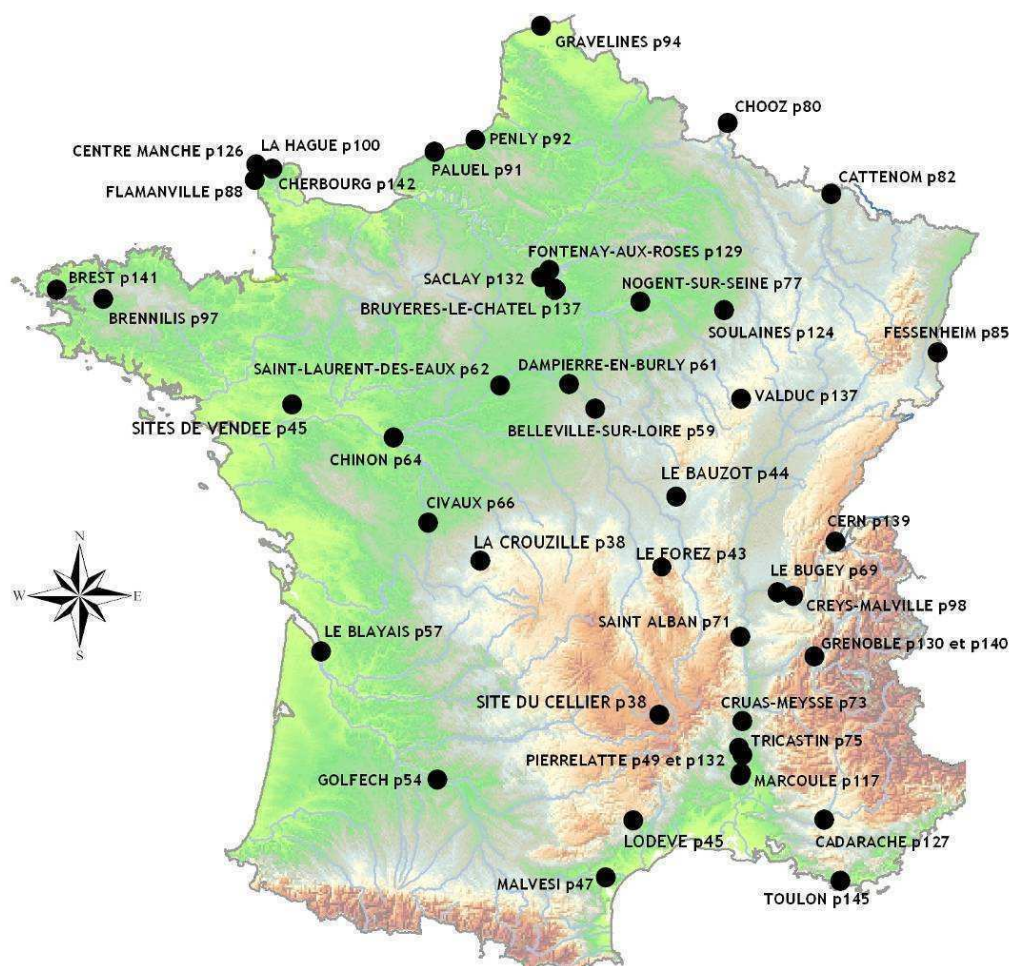 GRAVELINES p94
CHOOZ p80
PENLY p92
LA HAGUE p100
CENTRE MANCHE p126
PALUEL p91
CHERBOURG p142
FLAMANVILLE p88
CATTENOM p82
FONTENAY-AUX-ROSES p129
BREST p141
SACLAY p132
NOGENT-SUR-SEINE p77
BRUYERES-LE-CHATEL p137
BRENNILIS p97
SOULAINES p124
FESSENHEIM p85
SAINT-LAURENT-DES-EAUX p62
DAMPIERRE-EN-BURLY p61
VALDUC p137
SITES DE VENDEE p45
BELLEVILLE-SUR-LOIRE p59
CHINON p64
LE BAUZOT p44
CIVAUX p66
CERN p139
LA CROUZILLE p38
LE FOREZ p43
N
LE BUGEY p69
W
E
CREYS-MALVILLE p98
SAINT ALBAN p71
S
LE BLAYAIS p57
GRENOBLE p130 et p140
SITE DU CELLIER p38
CRUAS-MEYSSE p73
TRICASTIN p75
PIERRELATTE p49 et p132
GOLFECH p54
MARCOULE p117
LODEVE p45
CADARACHE p127
MALVESI p47
TOULON p145